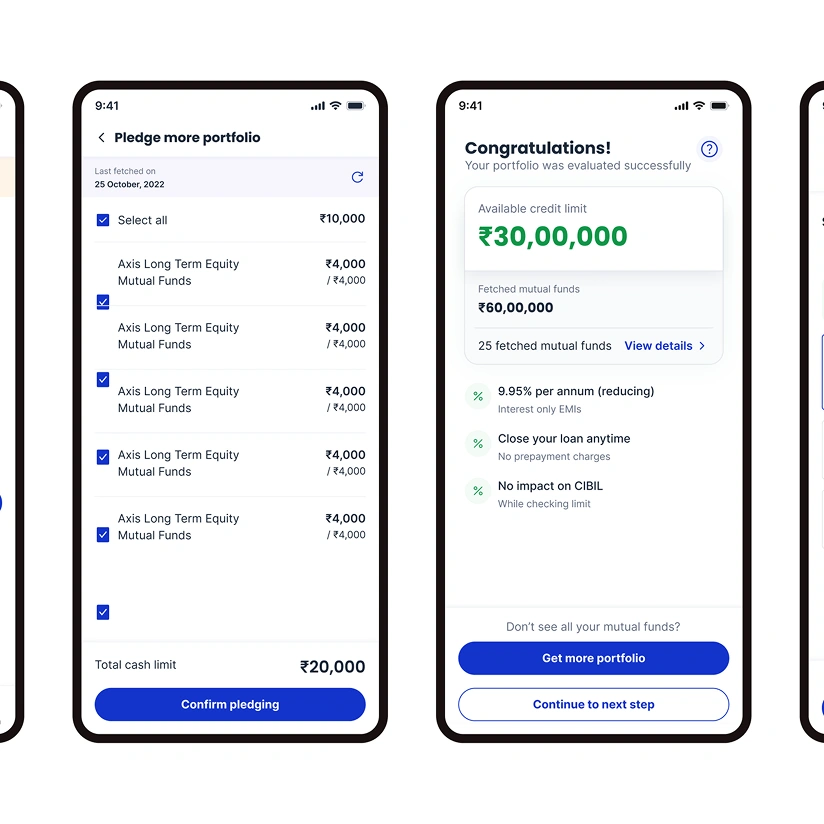 9:41
Pledge more portfolio
Last fetched on
25 October, 2022
Select all ₹10,000
Axis Long Term Equity ₹4,000
Mutual Funds / ₹4,000
Axis Long Term Equity ₹4,000
Mutual Funds / ₹4,000
Axis Long Term Equity ₹4,000
Mutual Funds / ₹4,000
Axis Long Term Equity ₹4,000
Mutual Funds / ₹4,000
Axis Long Term Equity ₹4,000
Mutual Funds / ₹4,000
Total cash limit ₹20,000
Confirm pledging
9:41
Congratulations!
Your portfolio was evaluated successfully
Available credit limit
₹30,00,000
Fetched mutual funds
₹60,00,000
25 fetched mutual funds View details
% 9.95% per annum (reducing)
Interest only EMIs
% Close your loan anytime
No prepayment charges
% No impact on CIBIL
While checking limit
Don't see all your mutual funds?
Get more portfolio
Continue to next step